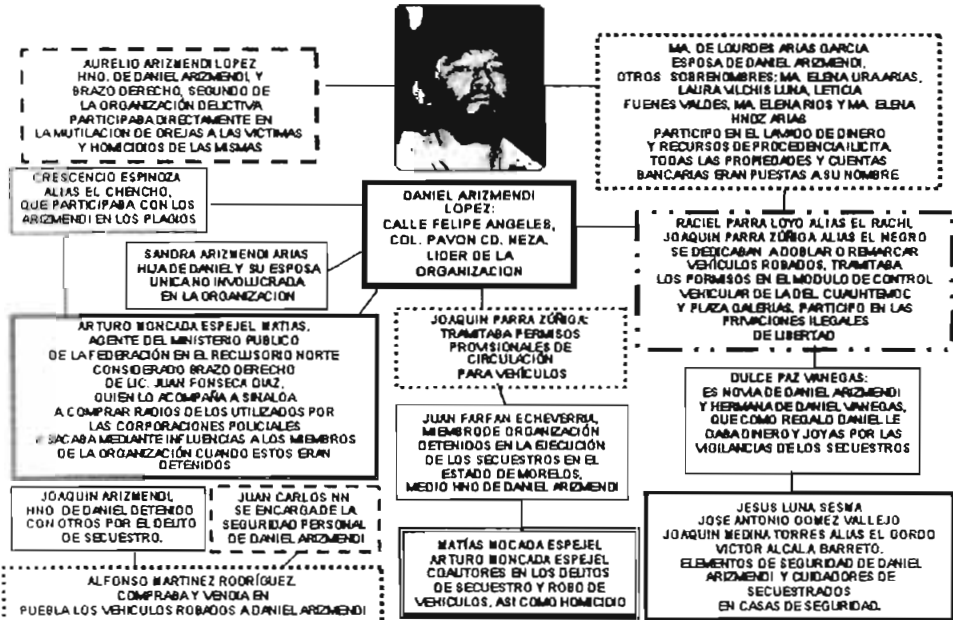 AURELIO ARIZMENDI LOPEZ
HNO. DE DANIEL ARIZMENDI, Y
BRAZO DERECHO, SEGUNDO DE
LA ORGANIZACIÓN DELICTIVA
PARTICIPABA DIRECTAMENTE EN
LA MUTILACION DE OREJAS A LAS VICTIMAS
Y HOMICIDIOS DE LAS MISMAS
MA. DE LOURDES ARIAS GARCIA
ESPOSA DE DANIEL ARIZMENDI,
OTROS SOBRENOMBRES: MA. ELENA URA ARIAS,
LAURA VILCHIS LUNA, LETICIA
FUENES VALDES, MA. ELENA RIOS Y MA. ELENA
HNDZ ARIAS
PARTICIPO EN EL LAVADO DE DINERO
Y RECURSOS DE PROCEDENCIA ILICITA.
TODAS LAS PROPIEDADES Y CUENTAS
BANCARIAS ERAN PUESTAS A SU NOMBRE
CRESCENCIO ESPINOZA
ALIAS EL CHENCHO,
QUE PARTICIPABA CON LOS
ARIZMENDI EN LOS PLAGIOS
DANIEL ARIZMENDI
LOPEZ:
CALLE FELIPE ANGELES,
COL. PAVON CD. NEZA.
LIDER DE LA
ORGANIZACION
SANDRA ARIZMENDI ARIAS
HIJA DE DANIEL Y SU ESPOSA
UNICA NO INVOLUCRADA
EN LA ORGANIZACION
RACIEL PARRA LOYO ALIAS EL RACHI,
JOAQUIN PARRA ZÚÑIGA ALIAS EL NEGRO
SE DEDICABAN A DOBLAR O REMARCAR
VEHÍCULOS ROBADOS, TRAMITABA
LOS PORMISOS EN EL MODULO DE CONTROL
VEHICULAR DE LA DEL. CUAUHTEMOC
Y PLAZA GALERIAS. PARTICIPO EN LAS
PRIVACIONES ILEGALES
DE LIBERTAD
ARTURO MONCADA ESPEJEL MATIAS,
AGENTE DEL MINISTERIO PUBLICO
DE LA FEDERACIÓN EN EL RECLUSORIO NORTE
CONSIDERADO BRAZO DERECHO
DE LIC. JUAN FONSECA DIAZ,
QUIEN LO ACOMPAÑA A SINALOA
A COMPRAR RADIOS DE LOS UTILIZADOS POR
LAS CORPORACIONES POLICIALES
SACABA MEDIANTE INFLUENCIAS A LOS MIEMBROS
DE LA ORGANIZACIÓN CUANDO ESTOS ERAN
DETENIDOS
JOAQUIN PARRA ZÚÑIGA:
TRAMITABA PERMISOS
PROVISIONALES DE
CIRCULACIÓN
PARA VEHÍCULOS
DULCE PAZ VANEGAS:
ES NOVIA DE DANIEL ARIZMENDI
Y HERMANA DE DANIEL VANEGAS,
QUE COMO REGALO DANIEL LE
DABA DINERO Y JOYAS POR LAS
VIGILANCIAS DE LOS SECUESTROS
JUAN FARFAN ECHEVERRIA,
MIEMBRO DE ORGANIZACIÓN
DETENIDOS EN LA EJECUCIÓN
DE LOS SECUESTROS EN EL
ESTADO DE MORELOS,
MEDIO HNO DE DANIEL ARIZMENDI
JOAQUIN ARIZMENDI,
HNO. DE DANIEL DETENIDO
CON OTROS POR EL DELITO
DE SECUESTRO.
JUAN CARLOS NN
SE ENCARGA DE LA
SEGURIDAD PERSONAL
DE DANIEL ARIZMENDI
MATÍAS MOCADA ESPEJEL
ARTURO MONCADA ESPEJEL
COAUTORES EN LOS DELITOS
DE SECUESTRO Y ROBO DE
VEHICULOS, ASI COMO HOMICIDIO
JESUS LUNA SESMA
JOSE ANTONIO GOMEZ VALLEJO
JOAQUIN MEDINA TORRES ALIAS EL GORDO
VICTOR ALCALA BARRETO.
ELEMENTOS DE SEGURIDAD DE DANIEL
ARIZMENDI Y CUIDADORES DE
SECUESTRADOS
EN CASAS DE SEGURIDAD.
ALFONSO MARTINEZ RODRÍGUEZ
COMPRABA Y VENDIA EN
PUEBLA LOS VEHICULOS ROBADOS A DANIEL ARIZMENDI